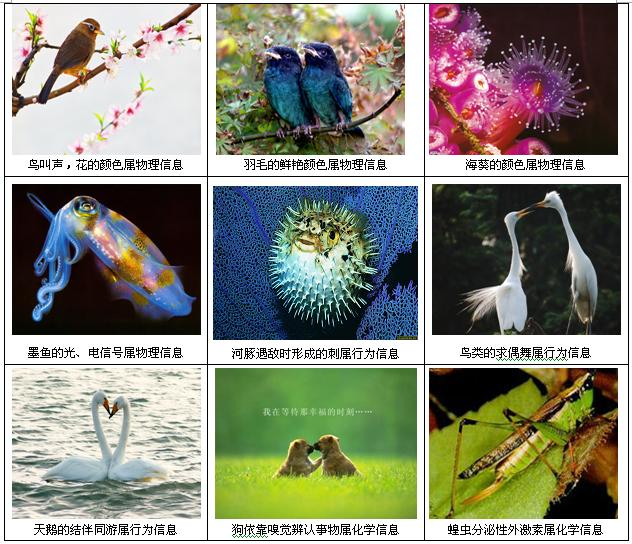 鸟叫声，花的颜色属物理信息
羽毛的鲜艳颜色属物理信息
海葵的颜色属物理信息
墨鱼的光、电信号属物理信息
河豚遇敌时形成的刺属行为信息
鸟类的求偶舞属行为信息
我在等待那幸福的时刻……
天鹅的结伴同游属行为信息
狗依靠嗅觉辨认事物属化学信息
蝗虫分泌性外激素属化学信息